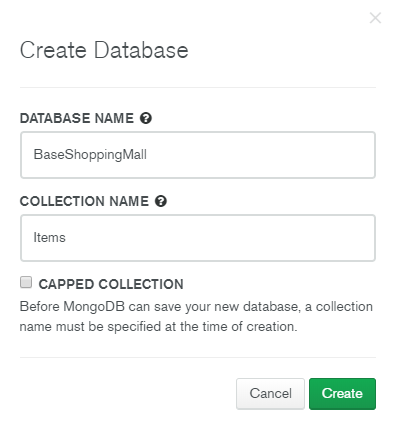 Create Database
DATABASE NAME
BaseShoppingMall
COLLECTION NAME
Items
CAPPED COLLECTION
Before MongoDB can save your new database, a collection
name must be specified at the time of creation.
Cancel Create